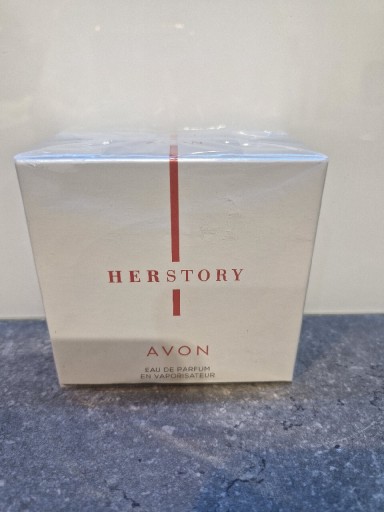 HERSTORY
AVON
EAU DE PARFUM
EN VAPORISATEUR